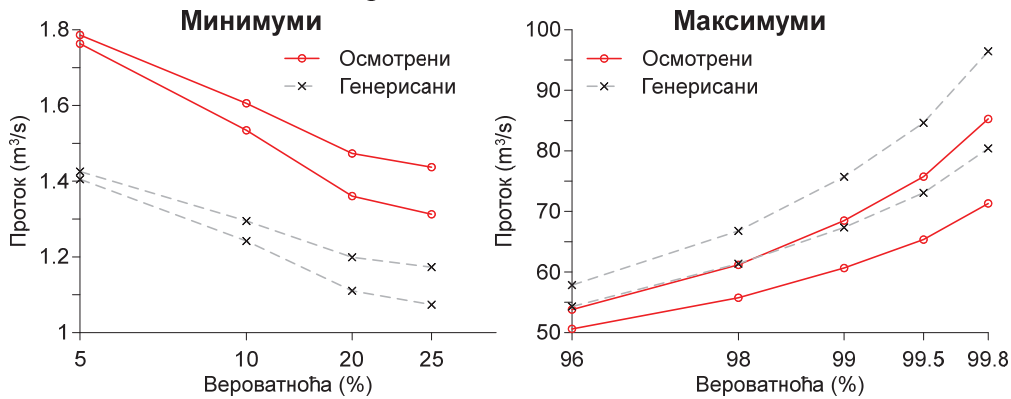 Минимуми
Осмотрени
Генерисани
Проток (m³/s)
1.8
1.6
1.4
1.2
1
5
10
20
25
Вероватноћа (%)
Максимуми
Осмотрени
Генерисани
Проток (m³/s)
100
90
80
70
60
50
96
98
99
99.5
99.8
Вероватноћа (%)